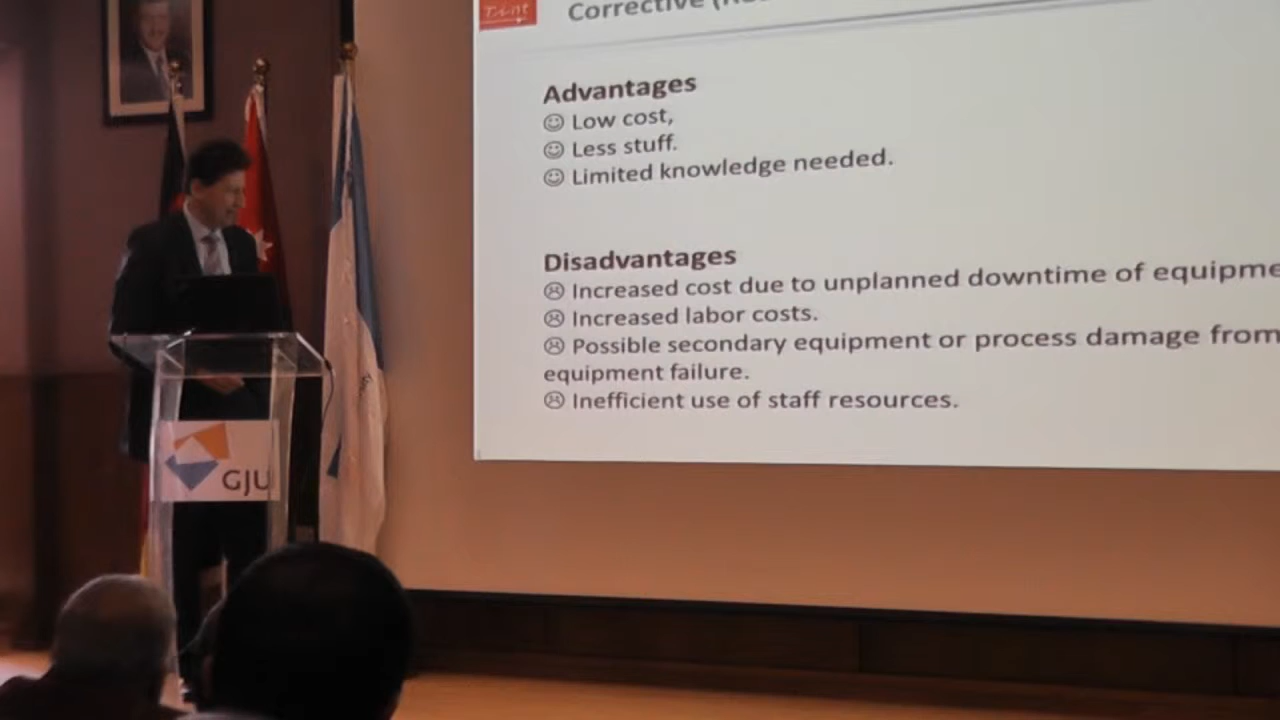 Corrective
Advantages
☺ Low cost,
☺ Less stuff.
☺ Limited knowledge needed.
Disadvantages
☹ Increased cost due to unplanned downtime of equipme
☹ Increased labor costs.
☹ Possible secondary equipment or process damage from
equipment failure.
☹ Inefficient use of staff resources.
GJU